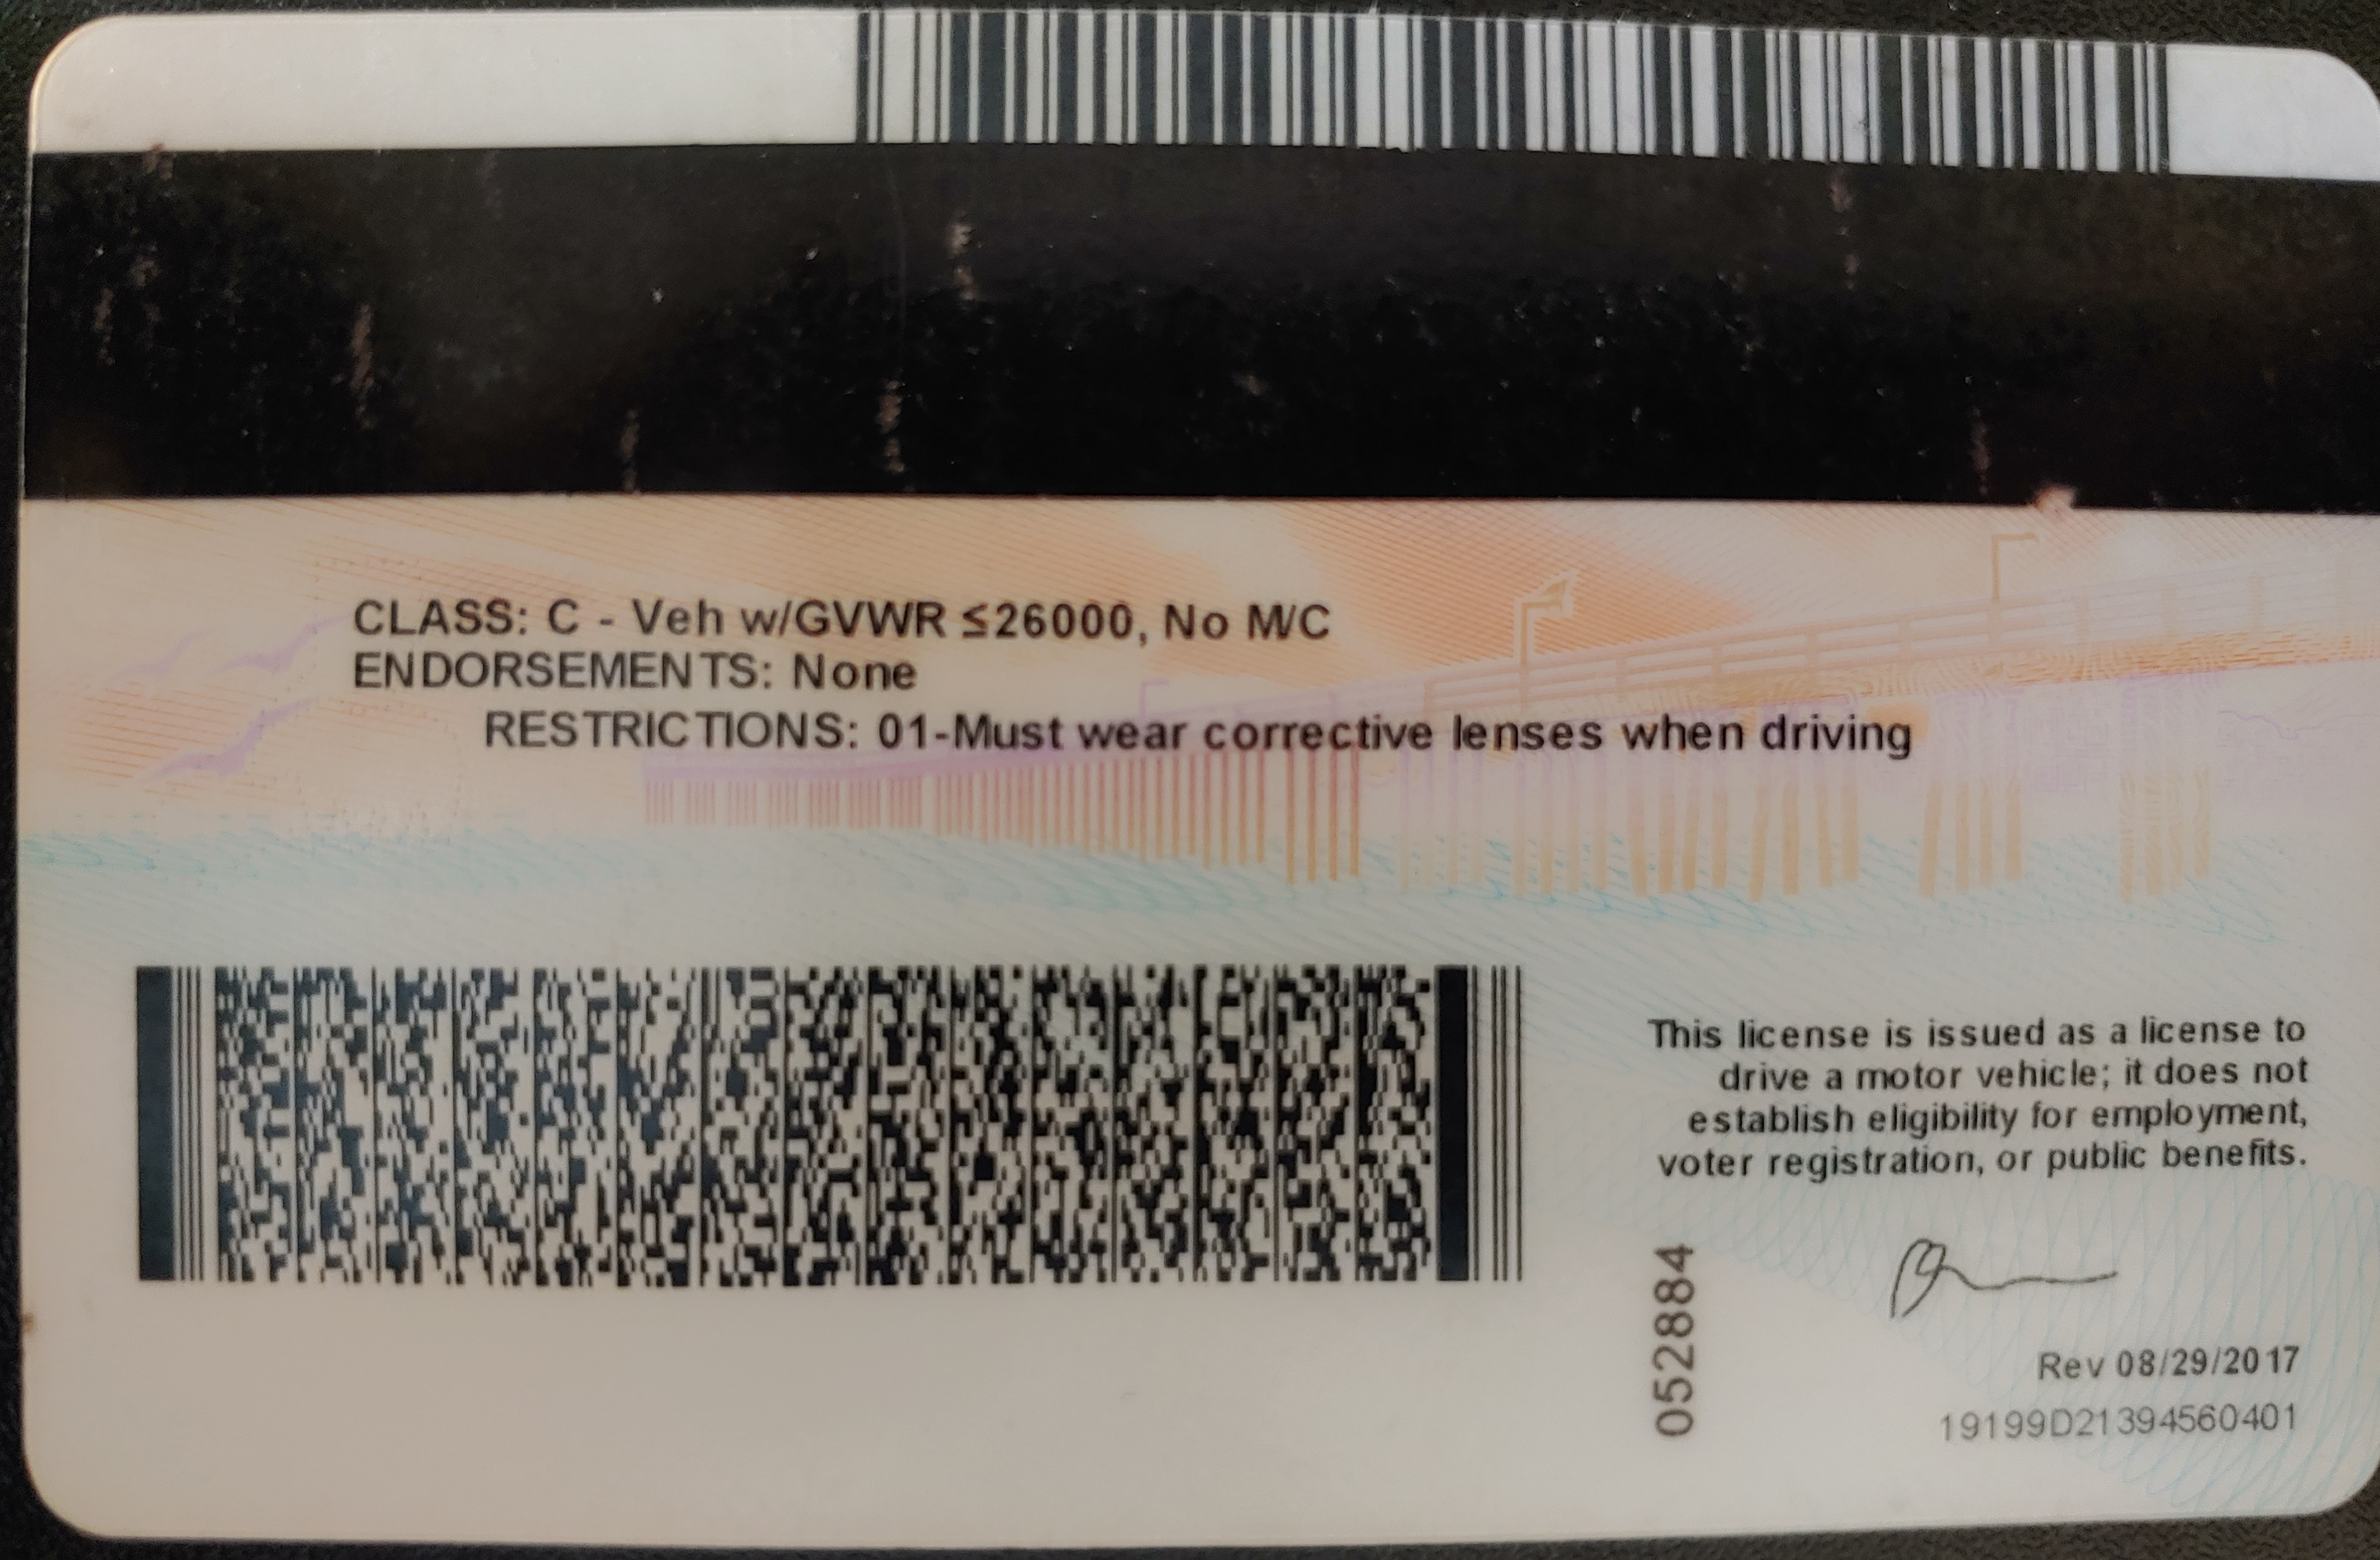 CLASS: C - Veh w/GVWR ≤26000, No M/C
ENDORSEMENTS: None
RESTRICTIONS: 01-Must wear corrective lenses when driving
This license is issued as a license to
drive a motor vehicle; it does not
establish eligibility for employment,
voter registration, or public benefits.
052884
Rev 08/29/2017
19199D21394560401